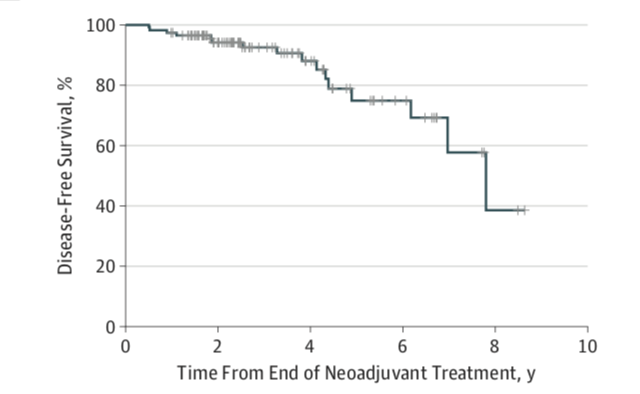 100
80
60
40
20
0
Disease-Free Survival, %
0 2 4 6 8 10
Time From End of Neoadjuvant Treatment, y